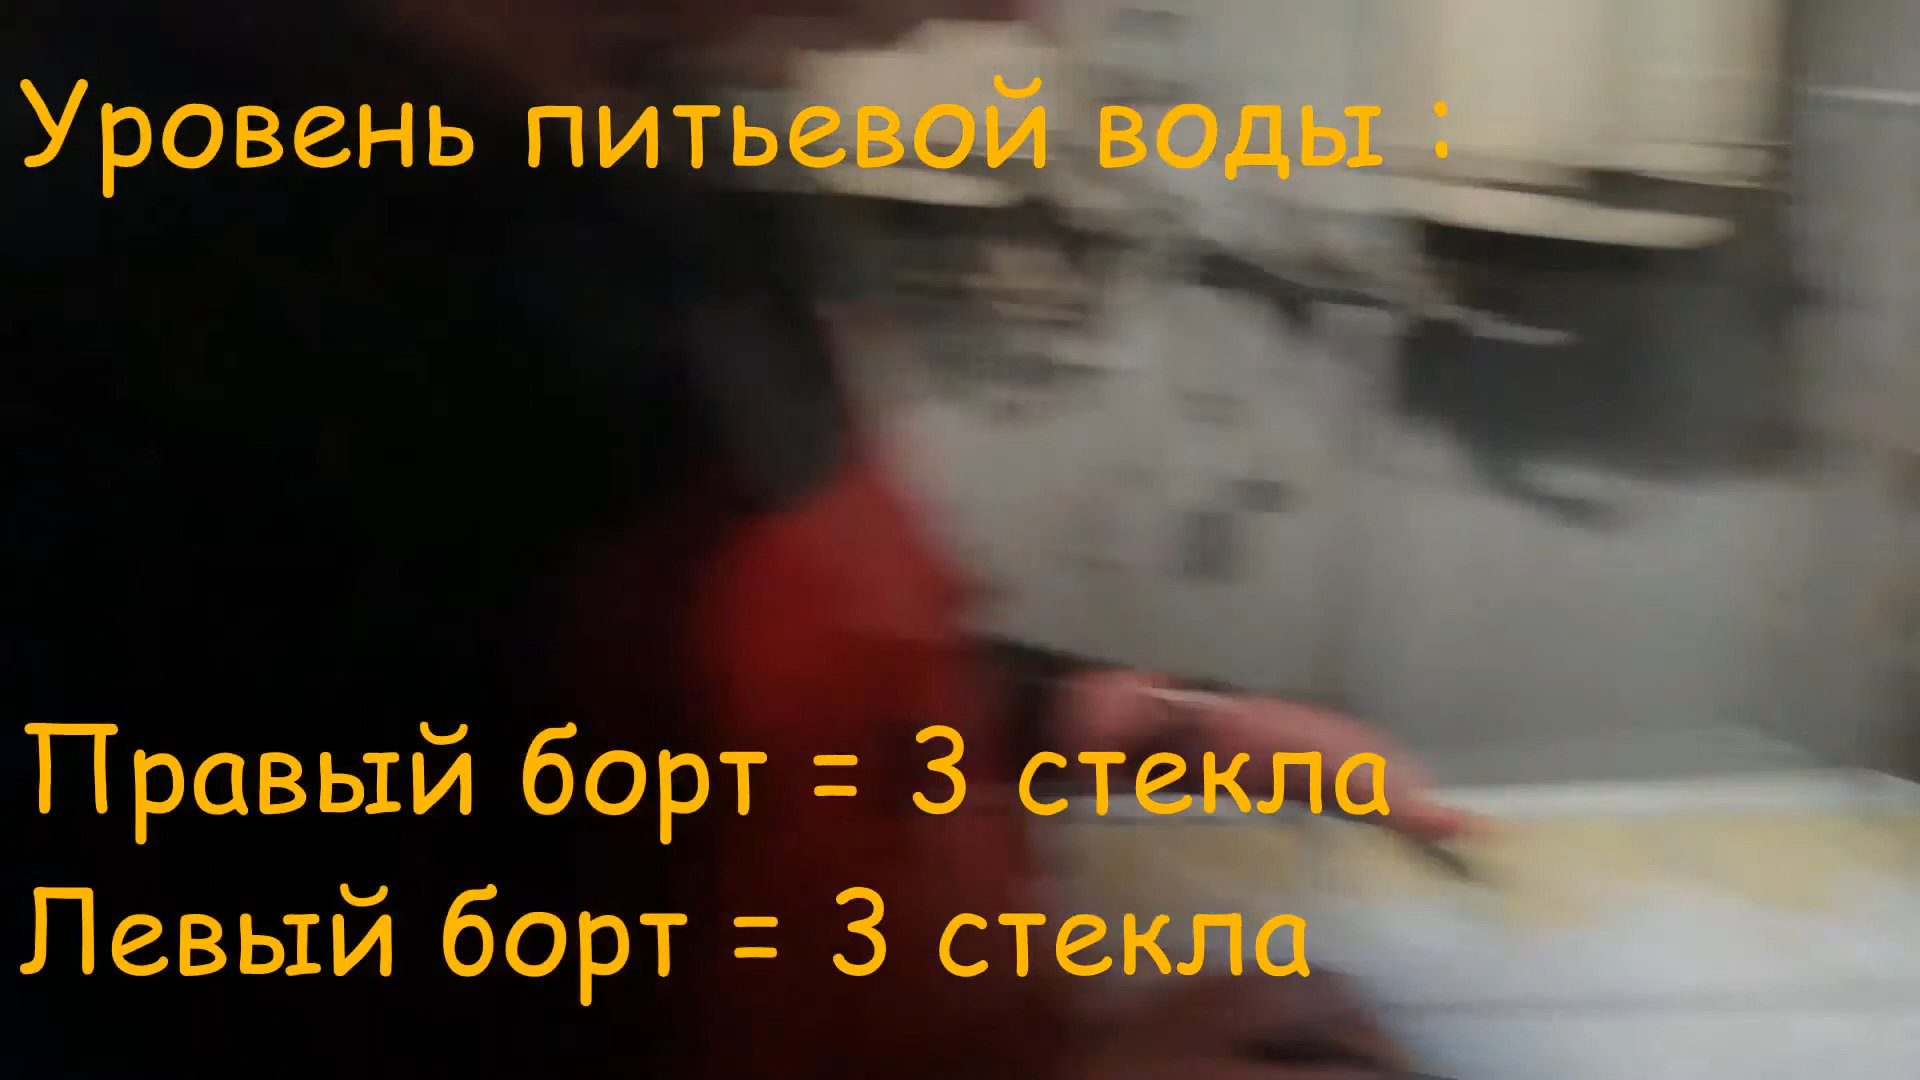 Уровень питьевой воды :
Правый борт = 3 стекла
Левый борт = 3 стекла